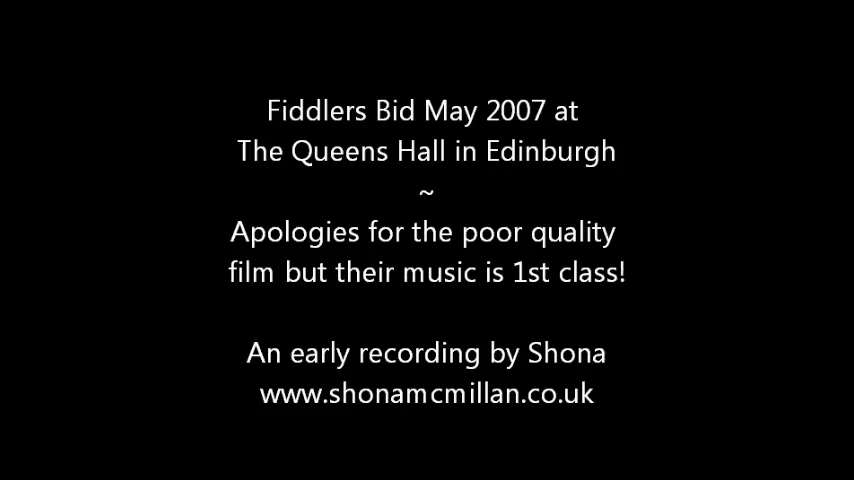 Fiddlers Bid May 2007 at
The Queens Hall in Edinburgh
~
Apologies for the poor quality
film but their music is 1st class!
An early recording by Shona
www.shonamcmillan.co.uk